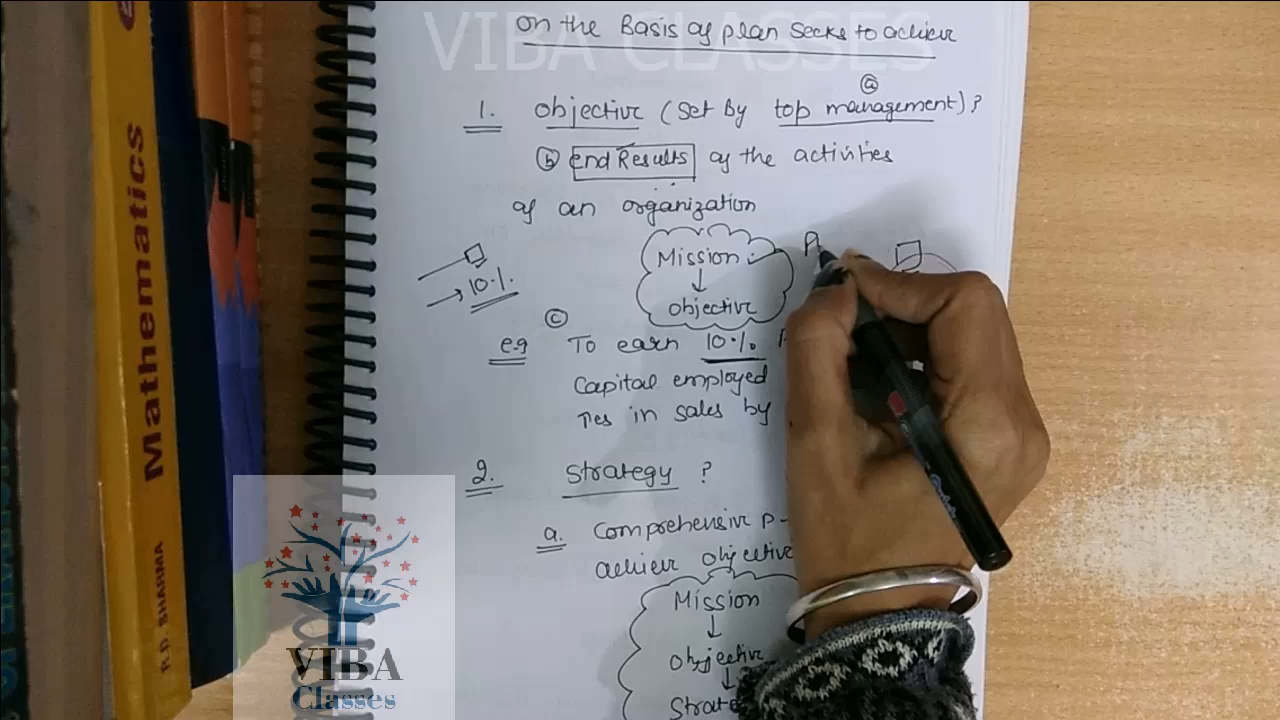 VIBA CLASSES
on the Basis of plan seeks to achieve
1. objective (set By top management)?
a
b end Results of the activities
of an organization
Mission
↓
objective
→ 10%
c
e.g To earn 10%
Capital employed
in sales by
2. Strategy ?
a. Comprehensive
achieve objective
Mission
↓
objective
↓
Mathematics
R.D. SHARMA
VIBA
Classes